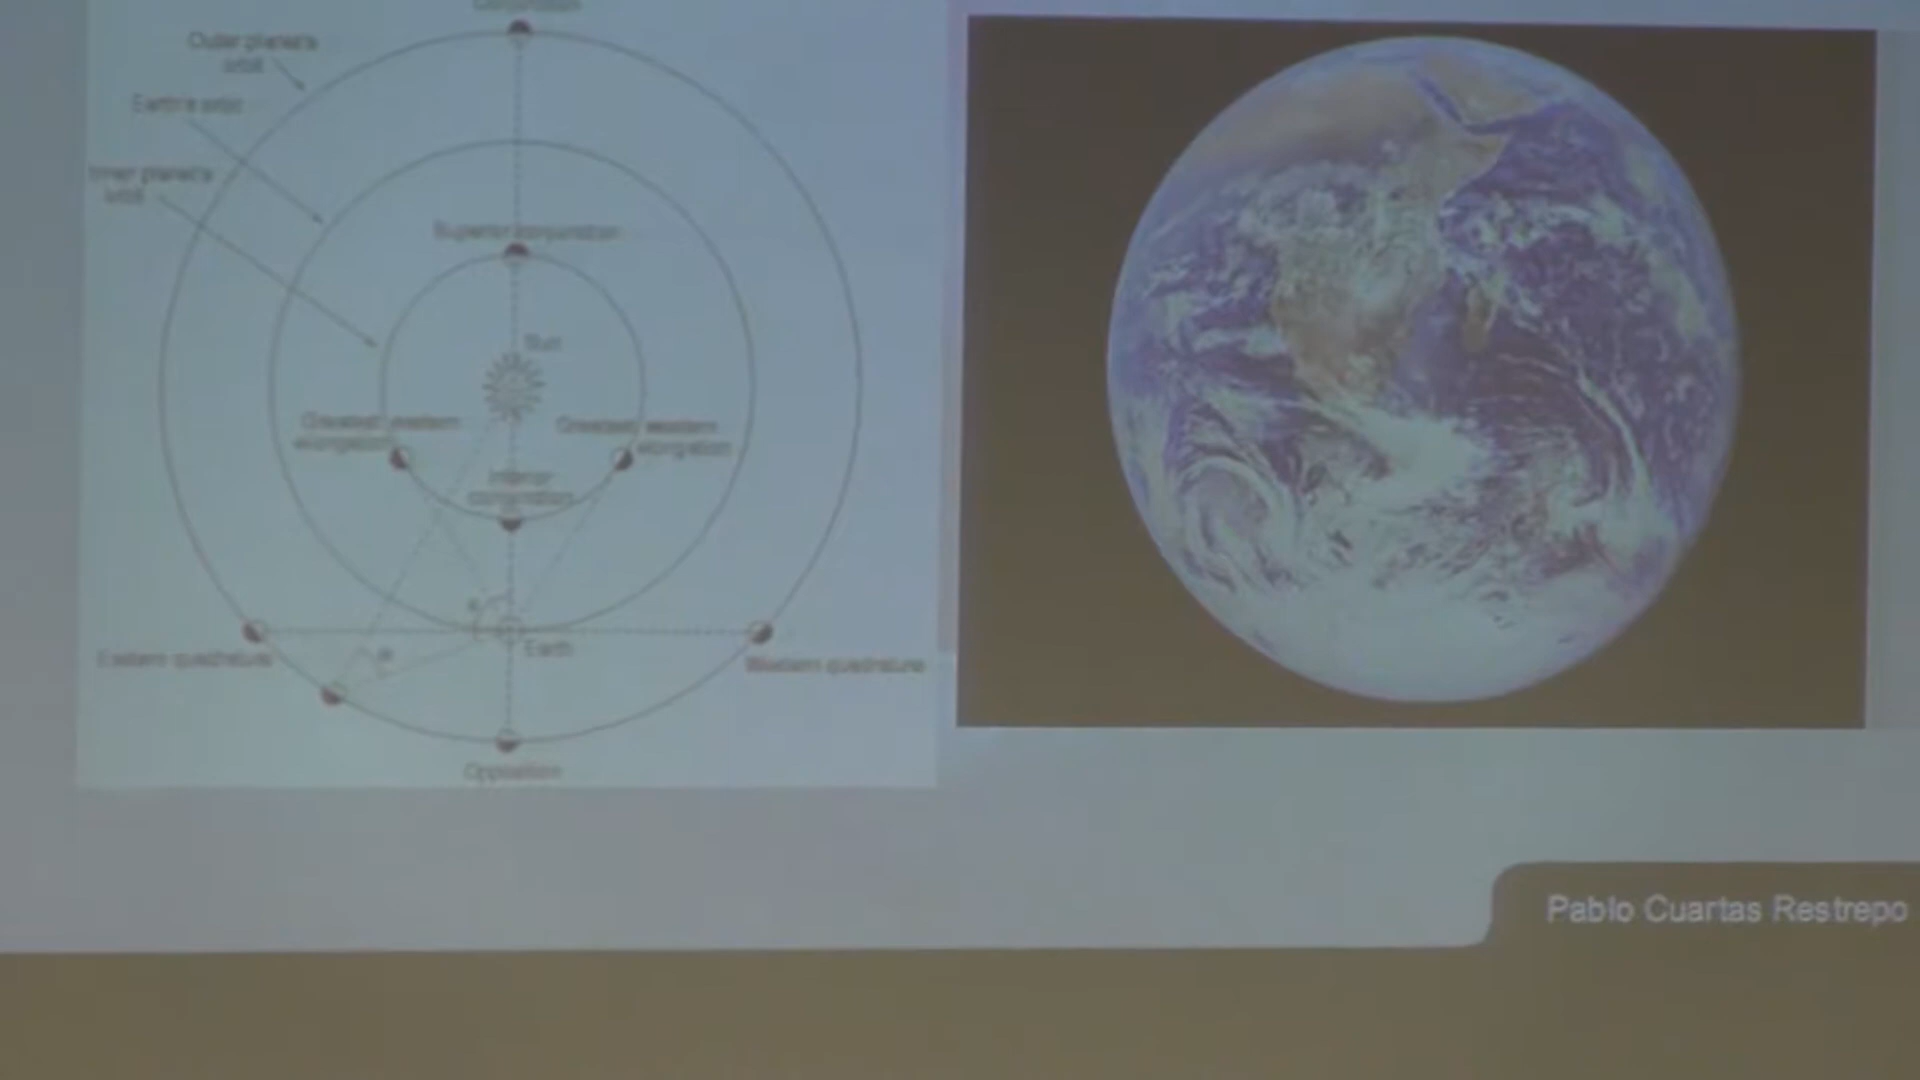 Conjunction
Outer planet's
orbit
Earth's orbit
Inner planet's
orbit
Superior conjunction
Sun
Greatest eastern
elongation
Greatest western
elongation
Inferior
conjunction
Earth
Eastern quadrature
Western quadrature
Opposition
Pablo Cuartas Restrepo